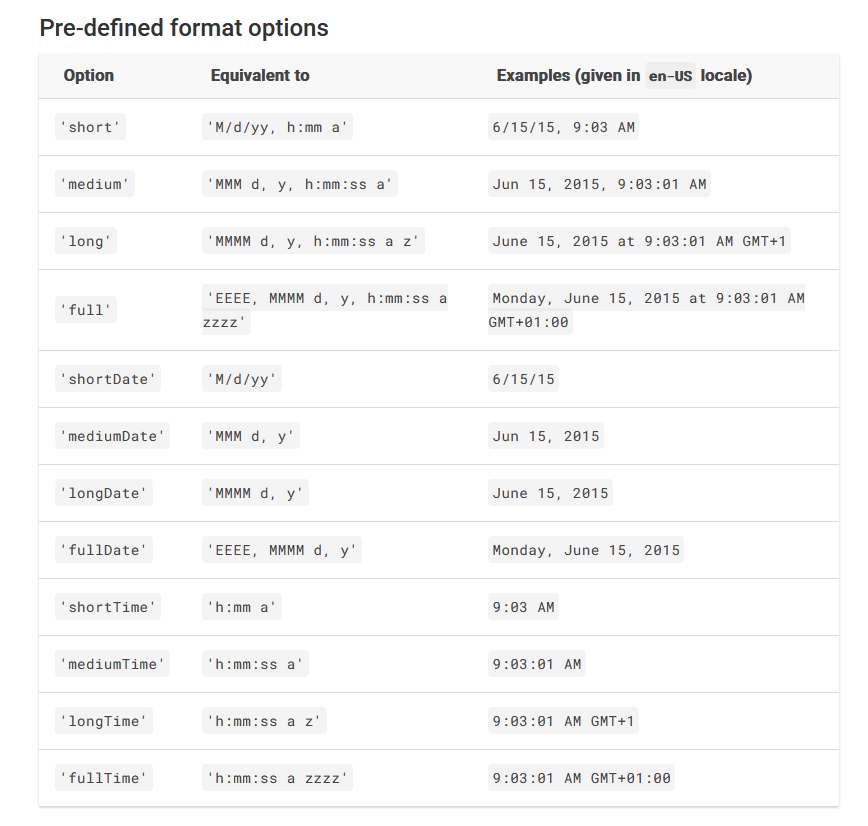 Pre-defined format options
Option Equivalent to Examples (given in en-US locale)
'short' 'M/d/yy, h:mm a' 6/15/15, 9:03 AM
'medium' 'MMM d, y, h:mm:ss a' Jun 15, 2015, 9:03:01 AM
'long' 'MMMM d, y, h:mm:ss a z' June 15, 2015 at 9:03:01 AM GMT+1
'full' 'EEEE, MMMM d, y, h:mm:ss a zzzz' Monday, June 15, 2015 at 9:03:01 AM GMT+01:00
'shortDate' 'M/d/yy' 6/15/15
'mediumDate' 'MMM d, y' Jun 15, 2015
'longDate' 'MMMM d, y' June 15, 2015
'fullDate' 'EEEE, MMMM d, y' Monday, June 15, 2015
'shortTime' 'h:mm a' 9:03 AM
'mediumTime' 'h:mm:ss a' 9:03:01 AM
'longTime' 'h:mm:ss a z' 9:03:01 AM GMT+1
'fullTime' 'h:mm:ss a zzzz' 9:03:01 AM GMT+01:00